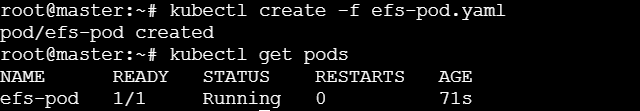 root@master:~# kubectl create -f efs-pod.yaml
pod/efs-pod created
root@master:~# kubectl get pods
NAME READY STATUS RESTARTS AGE
efs-pod 1/1 Running 0 71s